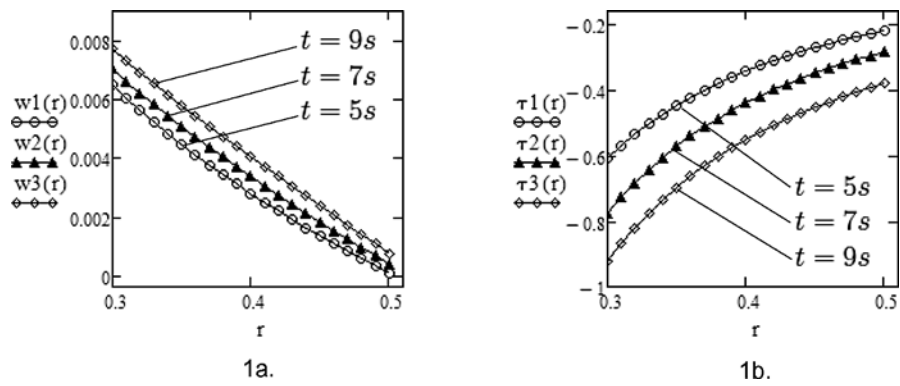 0.008
0.006
0.004
0.002
0
w1(r)
w2(r)
w3(r)
t = 9s
t = 7s
t = 5s
0.3
0.4
0.5
r
1a.
−0.2
−0.4
−0.6
−0.8
−1
τ1(r)
τ2(r)
τ3(r)
t = 5s
t = 7s
t = 9s
0.3
0.4
0.5
r
1b.